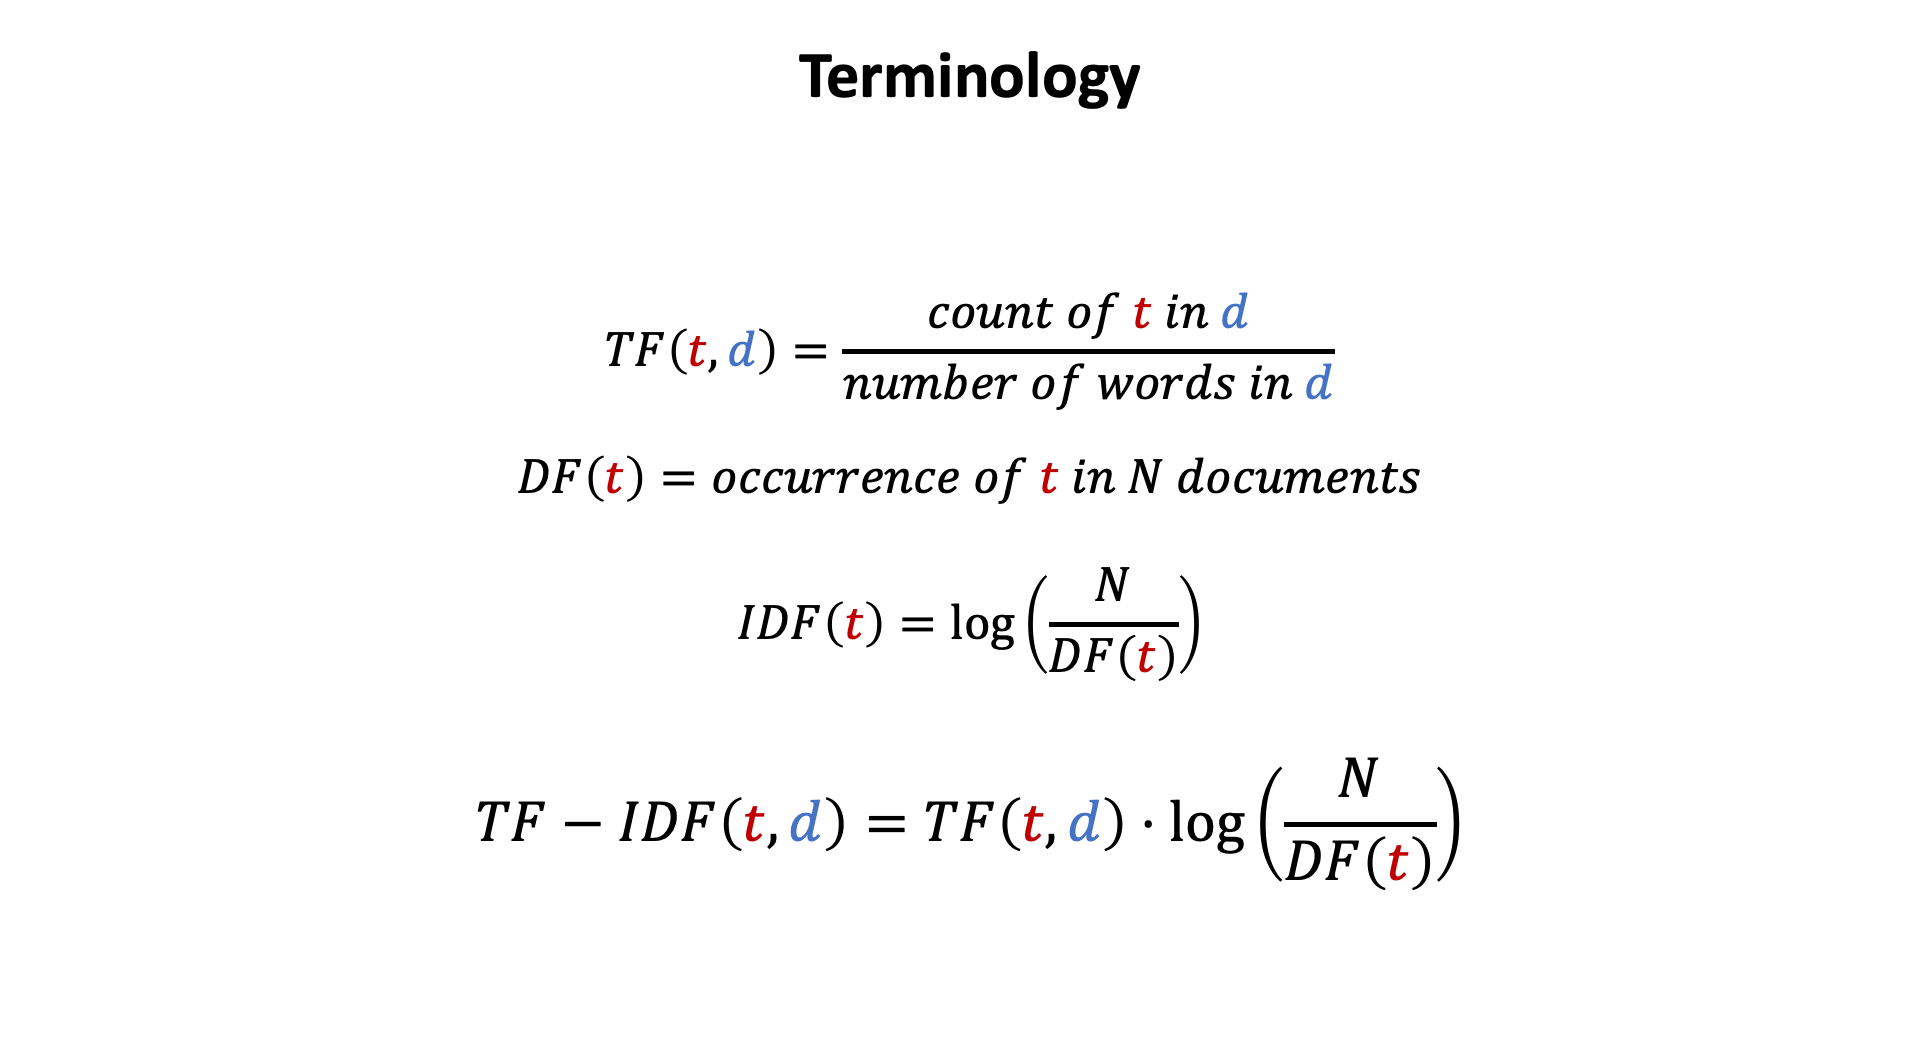 Terminology
TF(t, d) = count of t in d / number of words in d
DF(t) = occurrence of t in N documents
IDF(t) = log(N / DF(t))
TF − IDF(t, d) = TF(t, d) · log(N / DF(t))